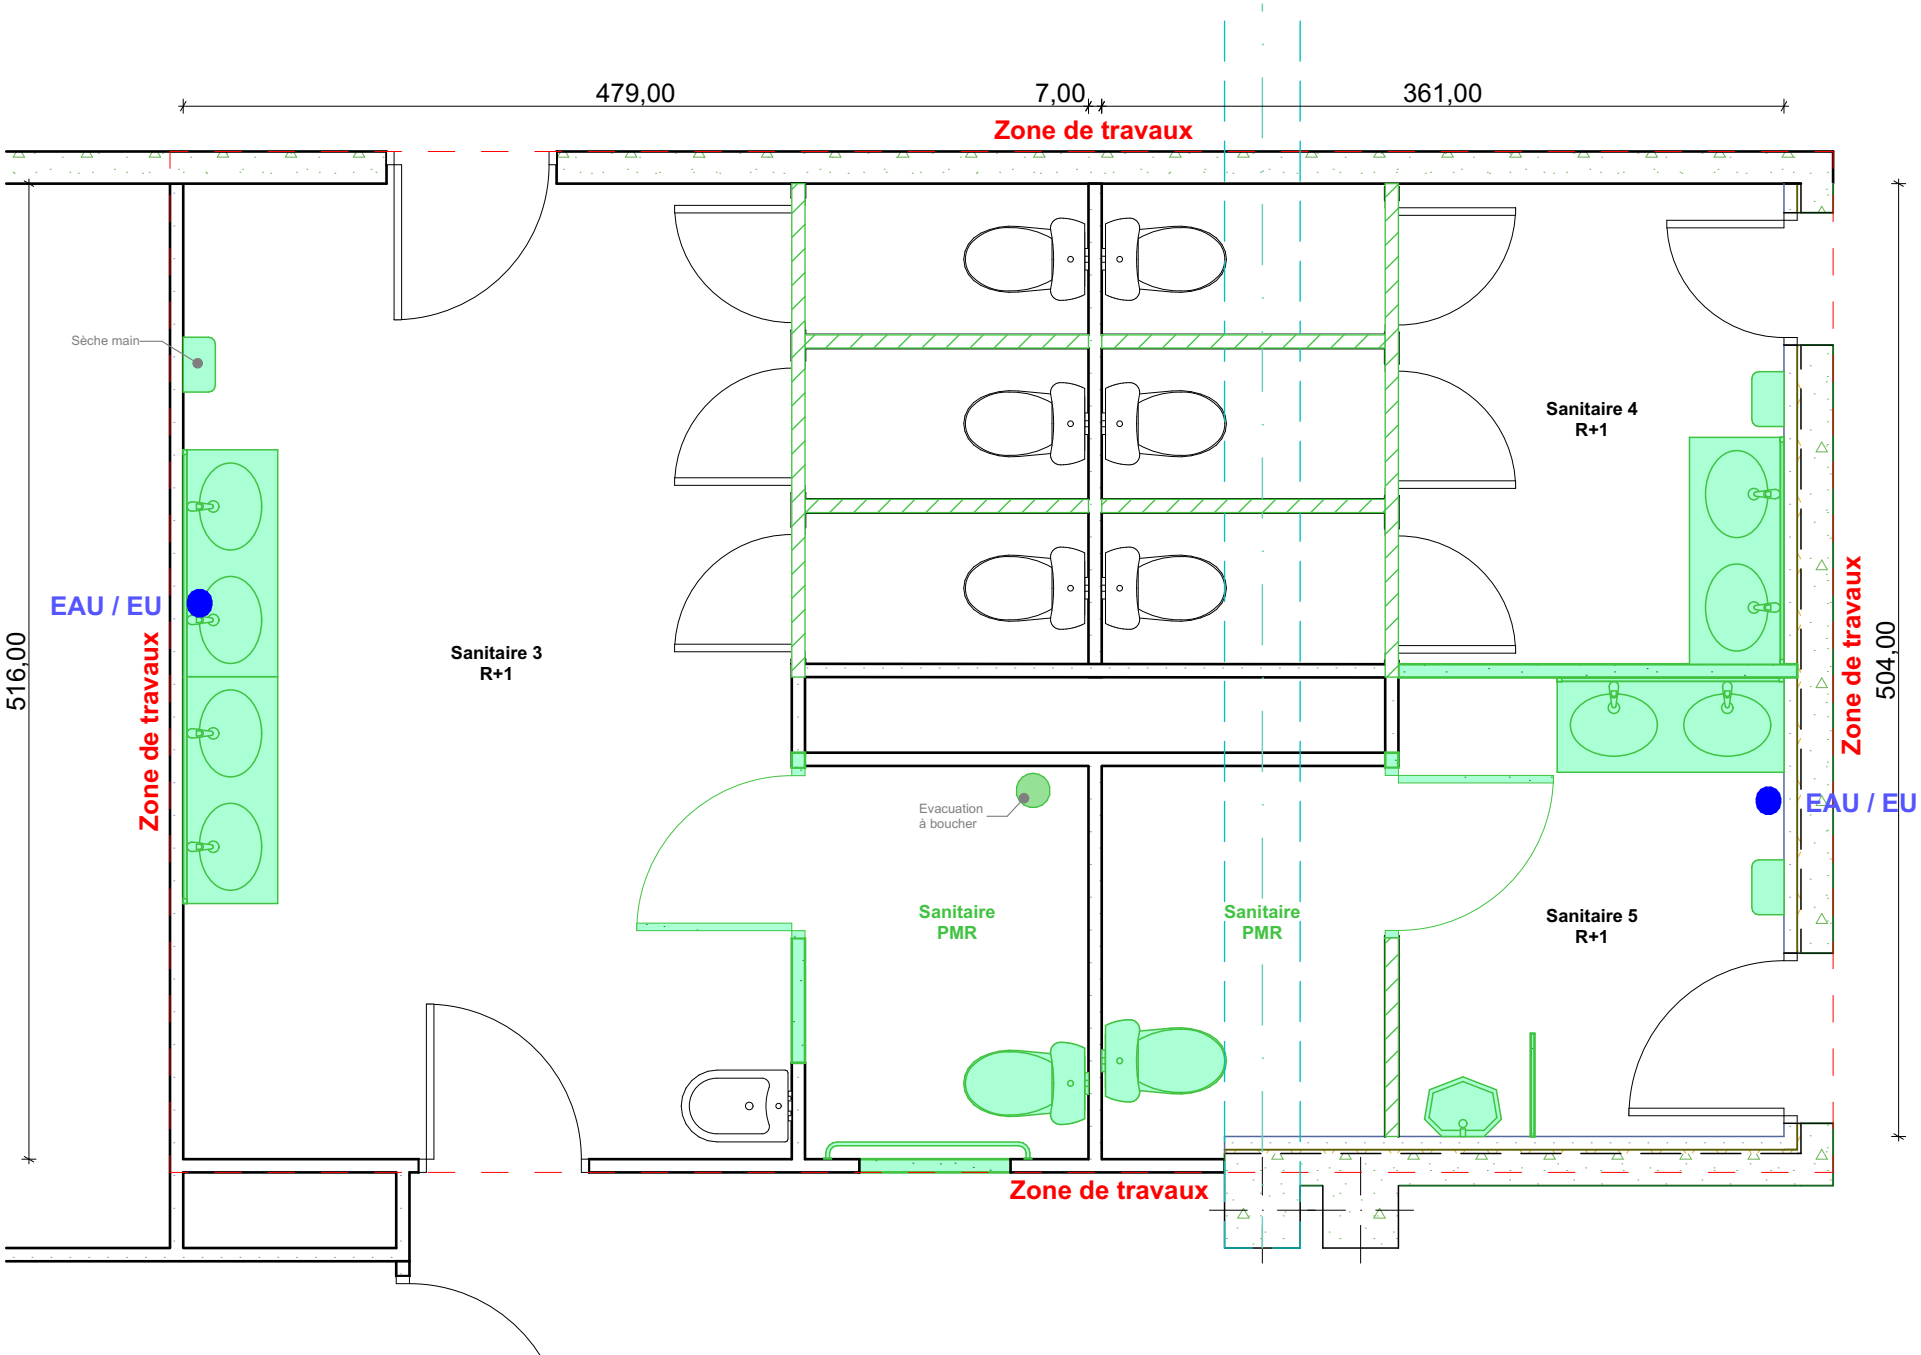 479,00
7,00
361,00
Zone de travaux
Sèche main
Sanitaire 4
R+1
EAU / EU
Sanitaire 3
R+1
516,00
Zone de travaux
Zone de travaux
504,00
Evacuation
à boucher
EAU / EU
Sanitaire
PMR
Sanitaire
PMR
Sanitaire 5
R+1
Zone de travaux